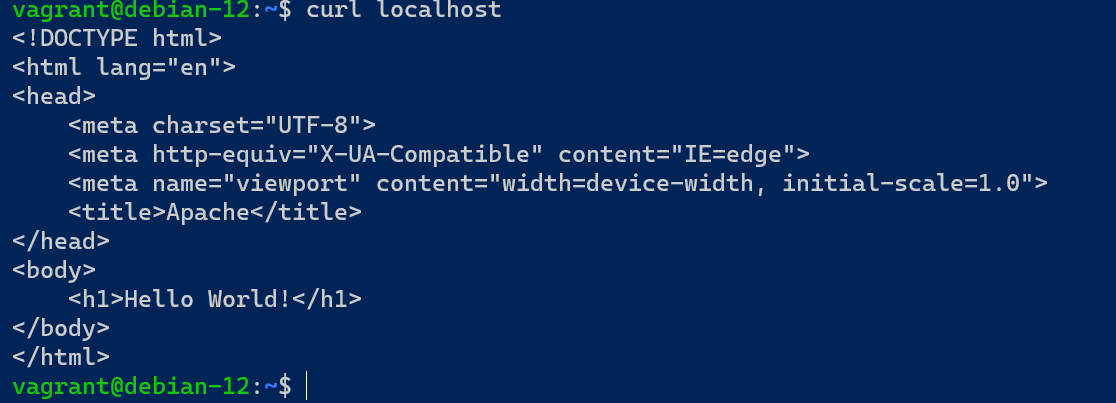 vagrant@debian-12:~$ curl localhost
<!DOCTYPE html>
<html lang="en">
<head>
    <meta charset="UTF-8">
    <meta http-equiv="X-UA-Compatible" content="IE=edge">
    <meta name="viewport" content="width=device-width, initial-scale=1.0">
    <title>Apache</title>
</head>
<body>
    <h1>Hello World!</h1>
</body>
</html>
vagrant@debian-12:~$